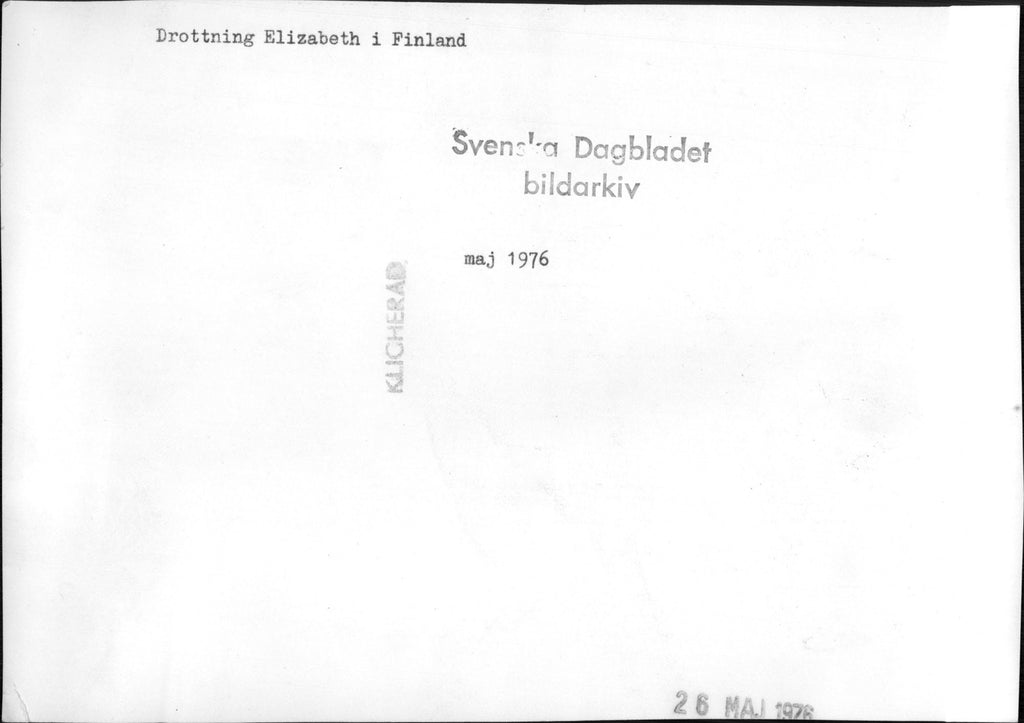 Drottning Elizabeth i Finland
Svenska Dagbladet
bildarkiv
maj 1976
KLICHERAD
26 MAJ 1976